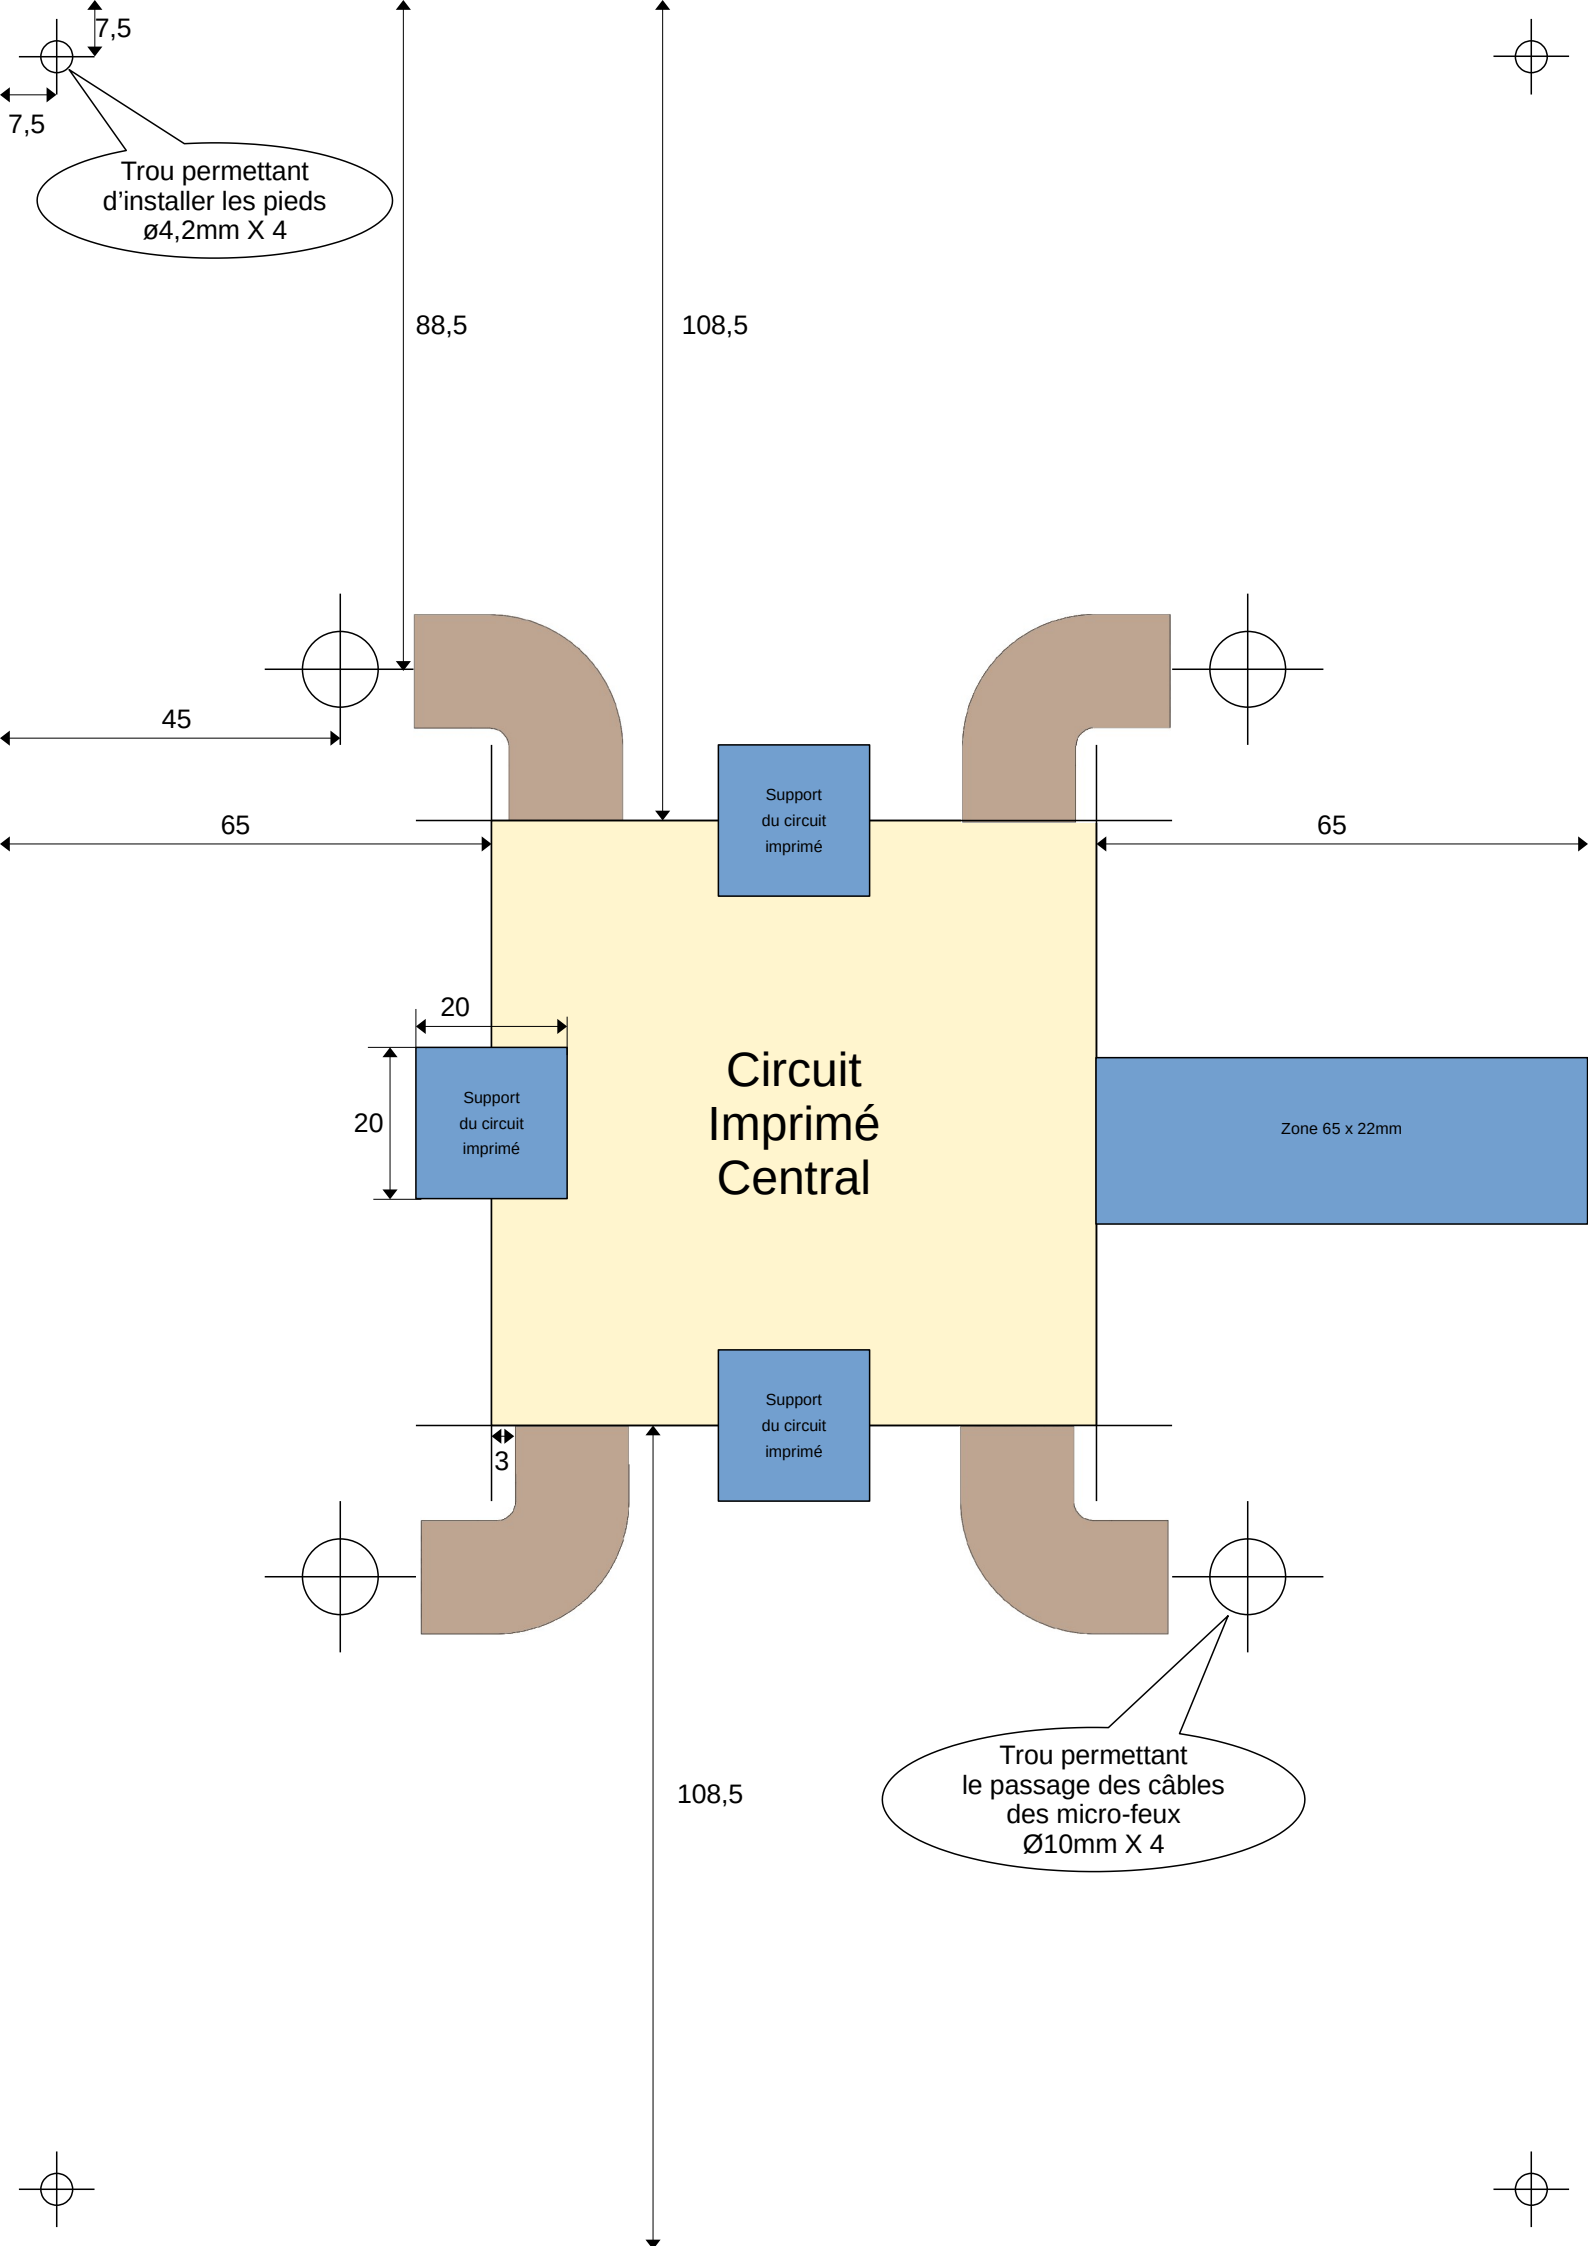 7,5
7,5
Trou permettant
d’installer les pieds
ø4,2mm X 4
88,5
108,5
45
65
65
Support
du circuit
imprimé
20
20
Support
du circuit
imprimé
Circuit
Imprimé
Central
Zone 65 x 22mm
Support
du circuit
imprimé
3
108,5
Trou permettant
le passage des câbles
des micro-feux
Ø10mm X 4